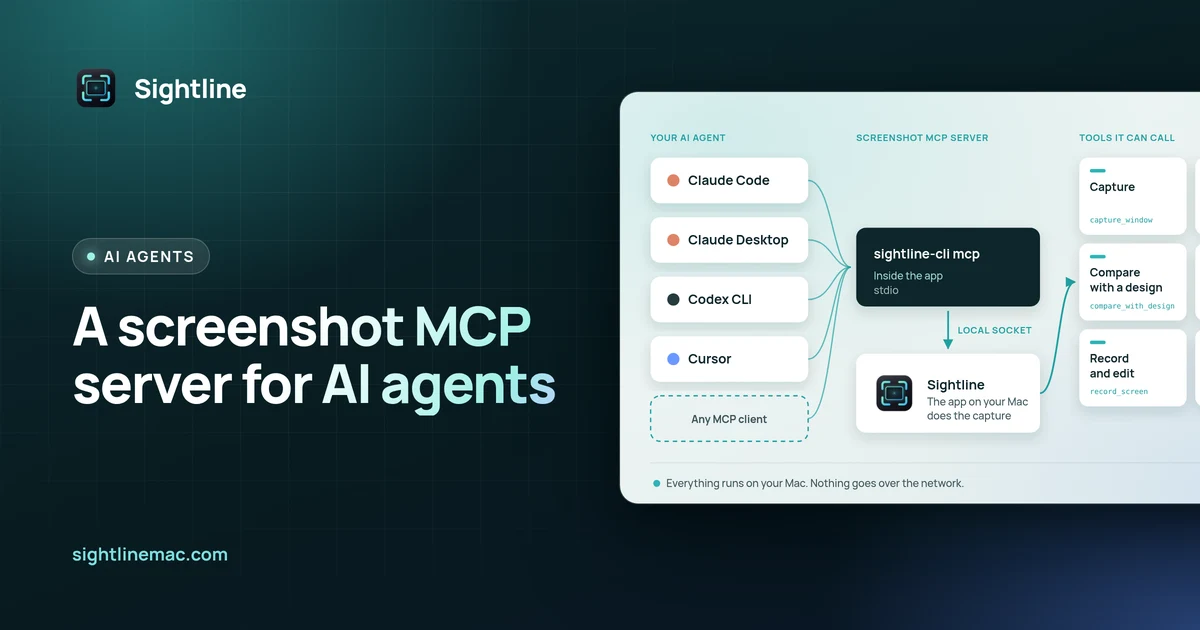 Sightline
AI AGENTS
A screenshot MCP
server for AI agents
sightlinemac.com
YOUR AI AGENT
Claude Code
Claude Desktop
Codex CLI
Cursor
Any MCP client
SCREENSHOT MCP SERVER
sightline-cli mcp
Inside the app
stdio
LOCAL SOCKET
Sightline
The app on your Mac
does the capture
TOOLS IT CAN CALL
Capture
capture_window
Compare
with a design
compare_with_design
Record
and edit
record_screen
Everything runs on your Mac. Nothing goes over the network.